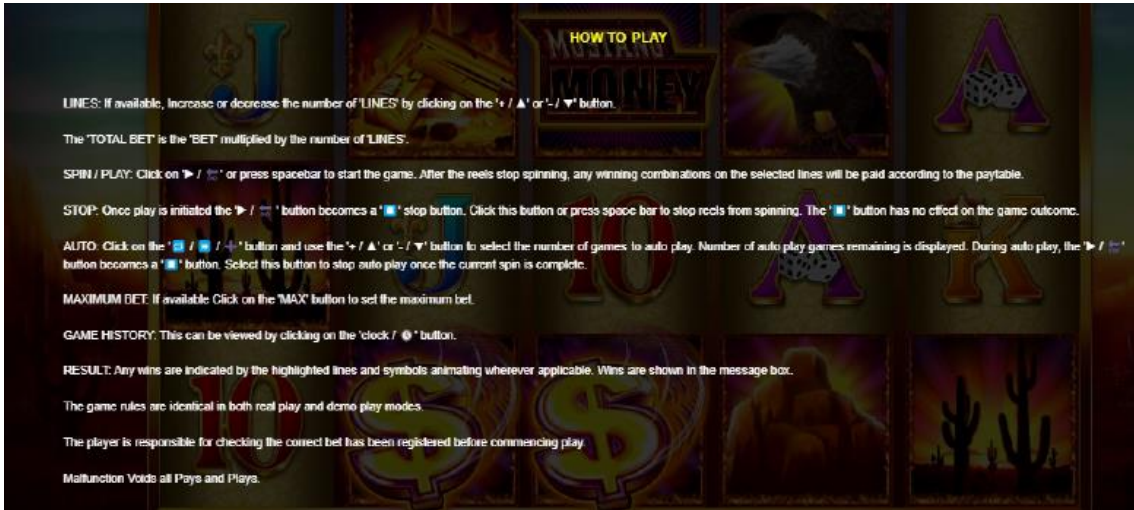 HOW TO PLAY
LINES: If available, Increase or decrease the number of 'LINES' by clicking on the '+ / ▲' or '- / ▼' button.
The 'TOTAL BET' is the 'BET' multiplied by the number of 'LINES'.
SPIN / PLAY: Click on '▶ / ' or press spacebar to start the game. After the reels stop spinning, any winning combinations on the selected lines will be paid according to the paytable.
STOP: Once play is initiated the '▶ / ' button becomes a ' ' stop button. Click this button or press space bar to stop reels from spinning. The ' ' button has no effect on the game outcome.
AUTO: Click on the ' / / ' button and use the '+ / ▲' or '- / ▼' button to select the number of games to auto play. Number of auto play games remaining is displayed. During auto play, the '▶ / '
button becomes a ' ' button. Select this button to stop auto play once the current spin is complete.
MAXIMUM BET: If available Click on the 'MAX' button to set the maximum bet.
GAME HISTORY: This can be viewed by clicking on the 'clock / ' button.
RESULT: Any wins are indicated by the highlighted lines and symbols animating wherever applicable. Wins are shown in the message box.
The game rules are identical in both real play and demo play modes.
The player is responsible for checking the correct bet has been registered before commencing play.
Malfunction Voids all Pays and Plays.
MUSTANG
MONEY
J
A
J
10
A
K
10
$
$